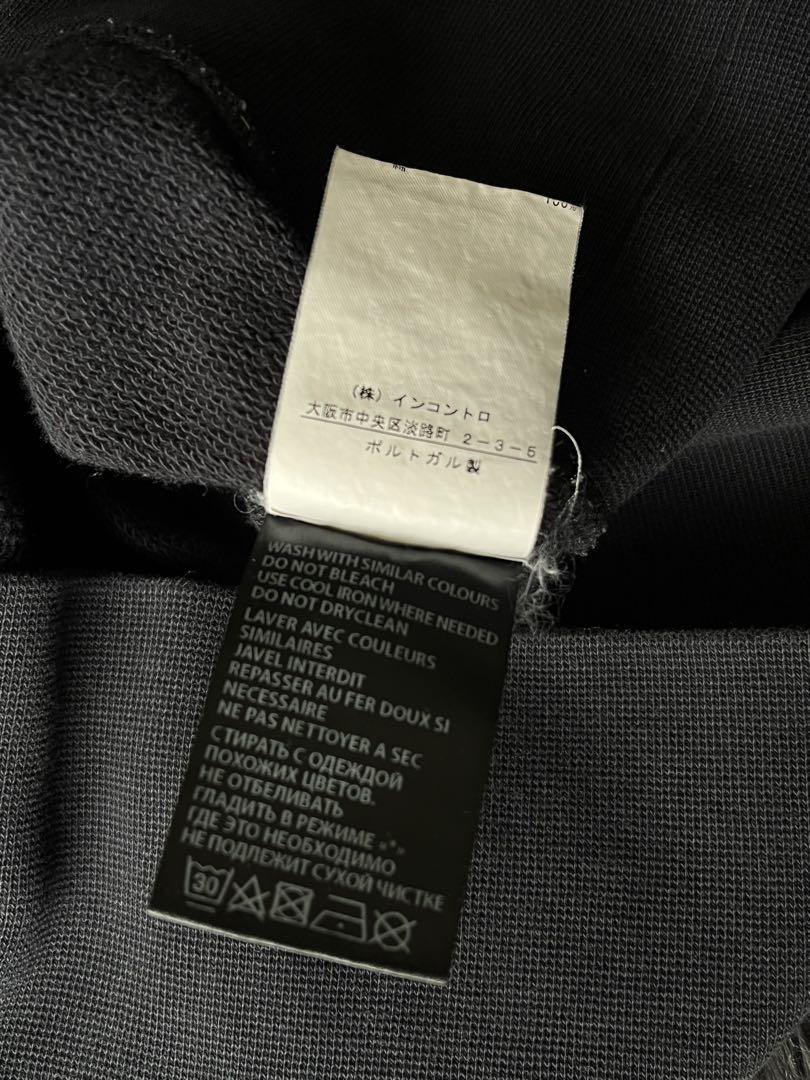 100%
(株) インコントロ
大阪市中央区淡路町 2-3-5
ポルトガル製
WASH WITH SIMILAR COLOURS
DO NOT BLEACH
USE COOL IRON WHERE NEEDED
DO NOT DRYCLEAN
LAVER AVEC COULEURS
SIMILAIRES
JAVEL INTERDIT
REPASSER AU FER DOUX SI
NECESSAIRE
NE PAS NETTOYER A SEC
СТИРАТЬ С ОДЕЖДОЙ
ПОХОЖИХ ЦВЕТОВ.
НЕ ОТБЕЛИВАТЬ
ГЛАДИТЬ В РЕЖИМЕ
ГДЕ ЭТО НЕОБХОДИМО
НЕ ПОДЛЕЖИТ СУХОЙ ЧИСТКЕ
30